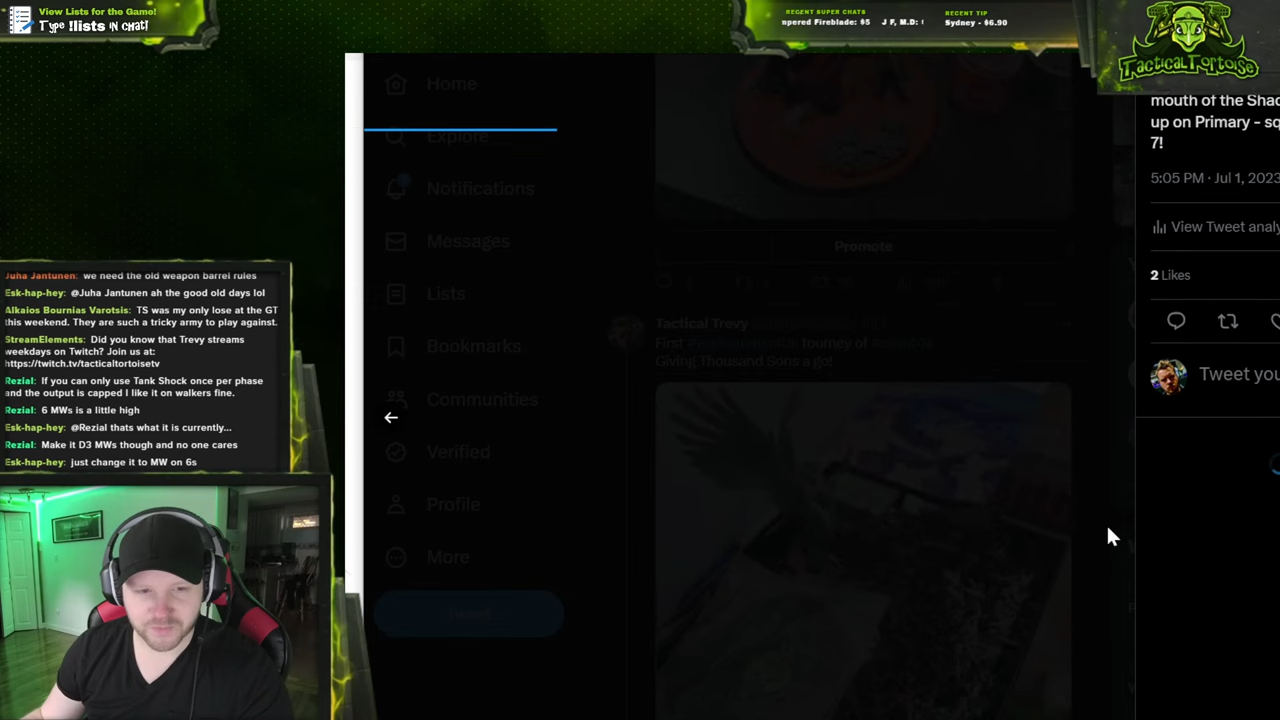 View Lists for the Game!
Type !lists in chat!
RECENT SUPER CHATS
npered Fireblade: $5 J F, M.D:
RECENT TIP
Sydney - $6.90
TacticalTortoise
Juha Jantunen: we need the old weapon barrel rules
Esk-hap-hey: @Juha Jantunen ah the good old days lol
Alkaios Bournias Varotsis: TS was my only lose at the GT
this weekend. They are such a tricky army to play against.
StreamElements: Did you know that Trevy streams
weekdays on Twitch? Join us at:
https://twitch.tv/tacticaltortoisetv
Rezial: If you can only use Tank Shock once per phase
and the output is capped I like it on walkers fine.
Rezial: 6 MWs is a little high
Esk-hap-hey: @Rezial thats what it is currently...
Rezial: Make it D3 MWs though and no one cares
Esk-hap-hey: just change it to MW on 6s
Home
Explore
Notifications
Messages
Lists
Bookmarks
Communities
Verified
Profile
More
Tweet
Promote
Tactical Trevy
First tourney of
Giving Thousand Sons a go!
mouth of the Shad
up on Primary - sq
7!
5:05 PM · Jul 1, 2023
View Tweet analy
2 Likes
Tweet you